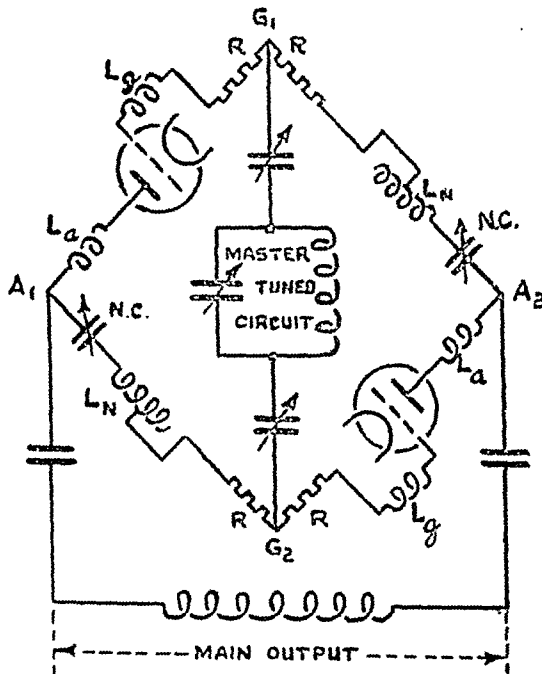 G1
R R
Lg
LN
N.C.
La
MASTER
TUNED
CIRCUIT
A1
A2
N.C.
La
LN
R R
Lg
G2
MAIN OUTPUT